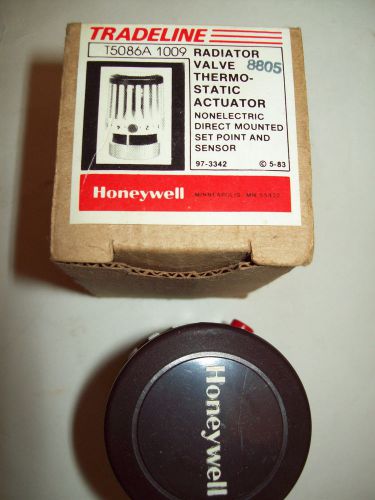 TRADELINE
T5086A 1009
RADIATOR
VALVE 8805
THERMO-
STATIC
ACTUATOR
NONELECTRIC
DIRECT MOUNTED
SET POINT AND
SENSOR
97-3342 © 5-83
Honeywell MINNEAPOLIS, MN 55422
Honeywell